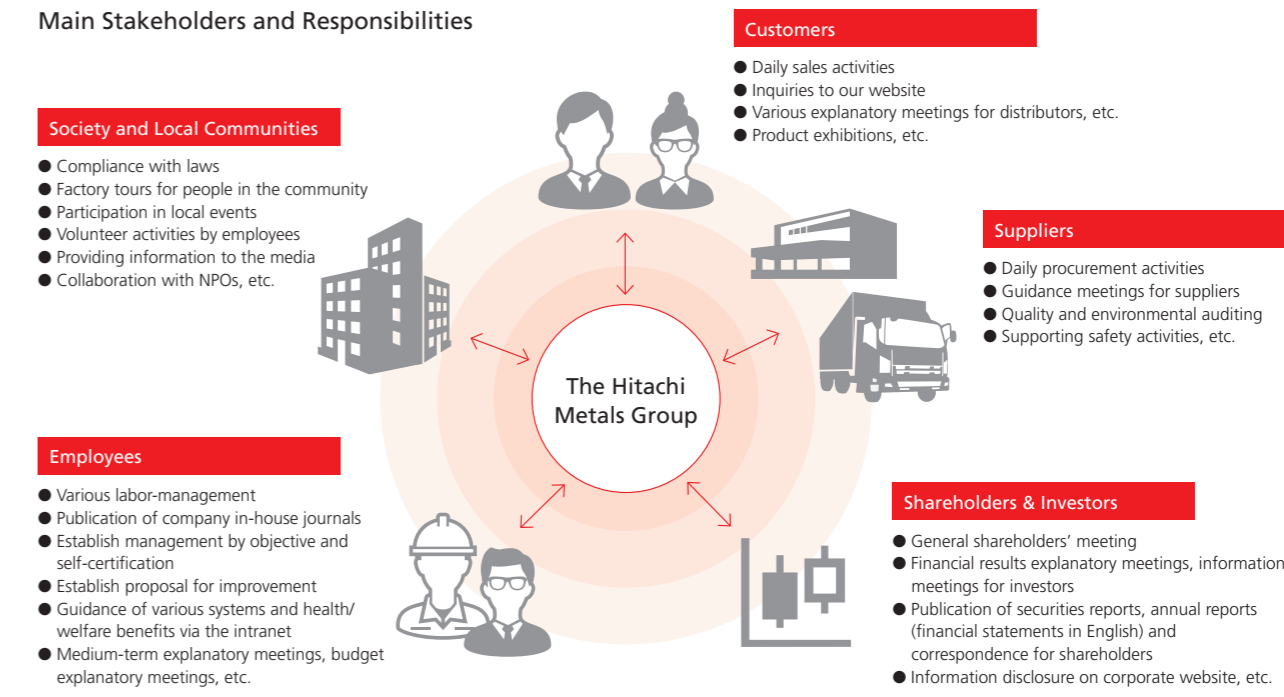 Main Stakeholders and Responsibilities
Customers
● Daily sales activities
● Inquiries to our website
● Various explanatory meetings for distributors, etc.
● Product exhibitions, etc.
Society and Local Communities
● Compliance with laws
● Factory tours for people in the community
● Participation in local events
● Volunteer activities by employees
● Providing information to the media
● Collaboration with NPOs, etc.
Suppliers
● Daily procurement activities
● Guidance meetings for suppliers
● Quality and environmental auditing
● Supporting safety activities, etc.
The Hitachi
Metals Group
Employees
● Various labor-management
● Publication of company in-house journals
● Establish management by objective and
self-certification
● Establish proposal for improvement
● Guidance of various systems and health/
welfare benefits via the intranet
● Medium-term explanatory meetings, budget
explanatory meetings, etc.
Shareholders & Investors
● General shareholders’ meeting
● Financial results explanatory meetings, information
meetings for investors
● Publication of securities reports, annual reports
(financial statements in English) and
correspondence for shareholders
● Information disclosure on corporate website, etc.